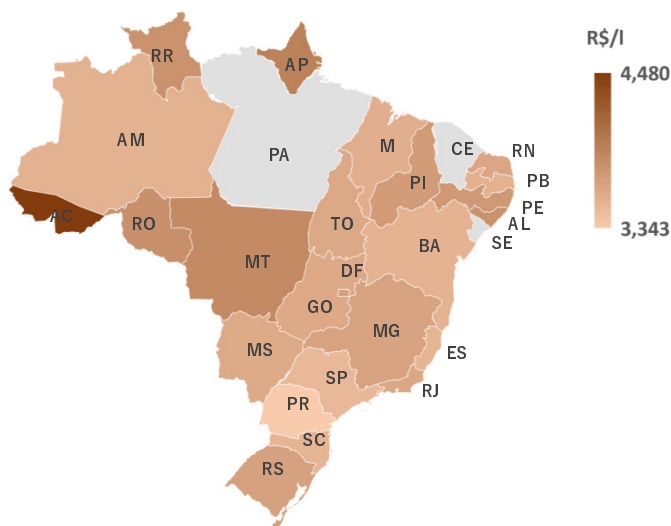 R$/l
4,480
3,343
RR
AP
AM
PA
M
CE
RN
PI
PB
PE
AL
SE
AC
RO
TO
BA
MT
DF
GO
MG
MS
ES
SP
RJ
PR
SC
RS